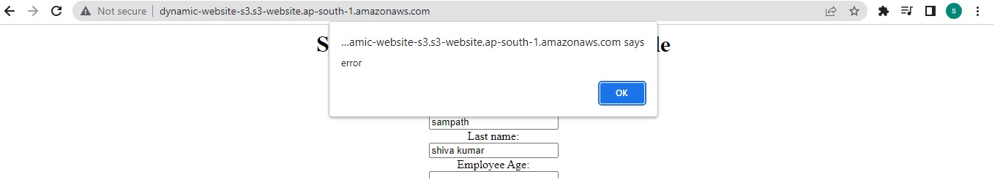 Not secure | dynamic-website-s3.s3-website.ap-south-1.amazonaws.com
S
...amic-website-s3.s3-website.ap-south-1.amazonaws.com says
le
error
OK
sampath
Last name:
shiva kumar
Employee Age: